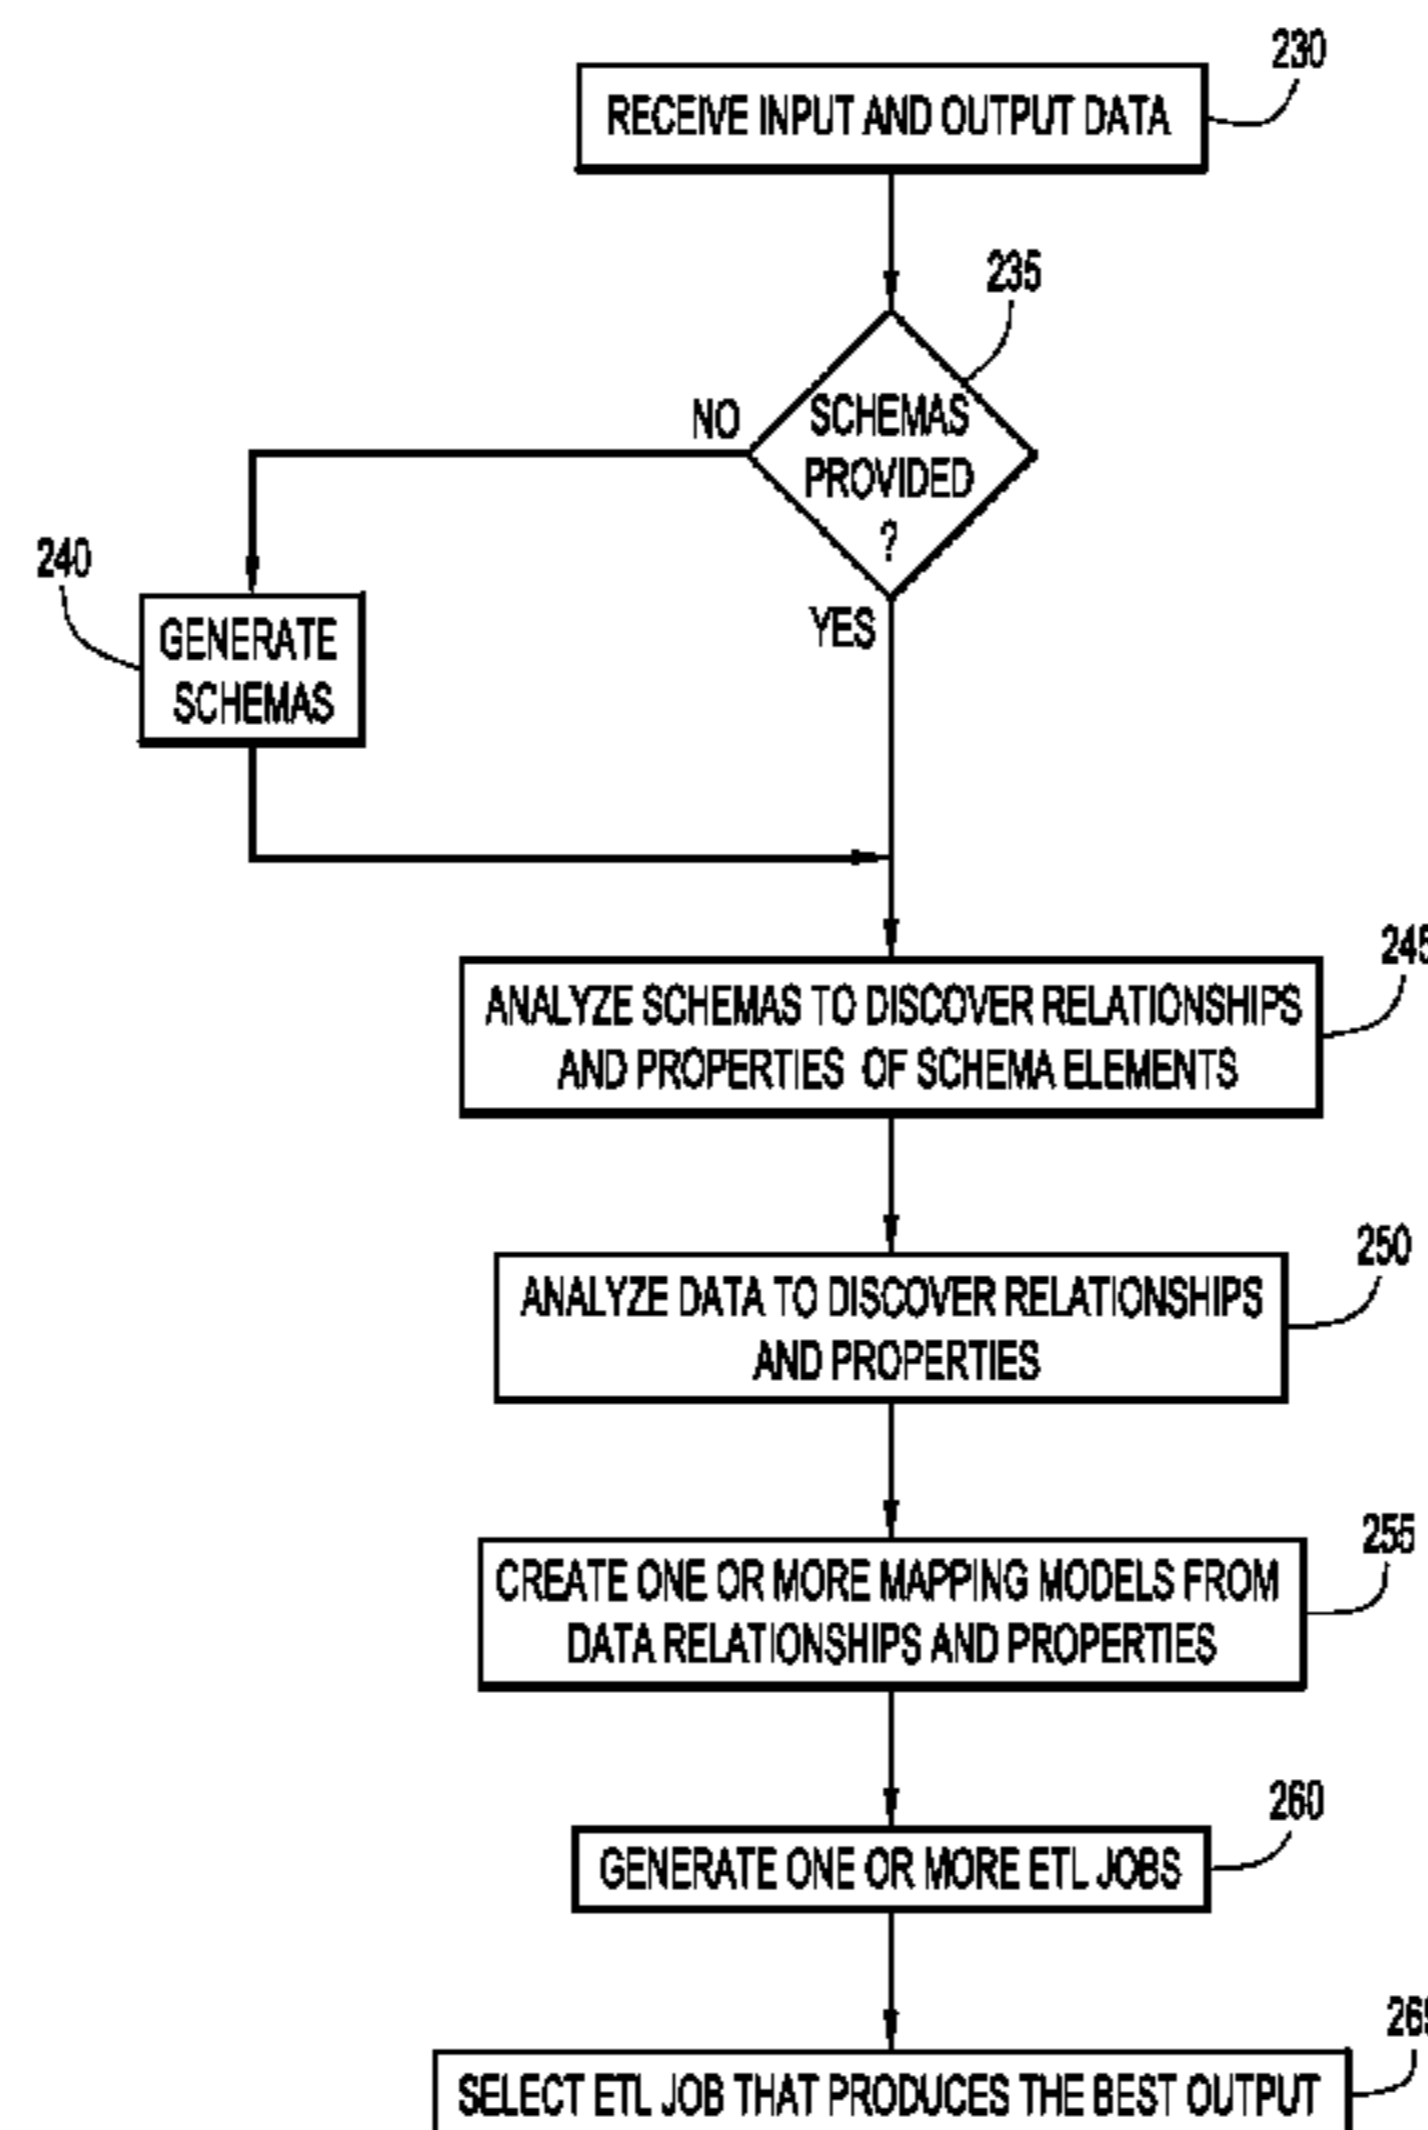 230
RECEIVE INPUT AND OUTPUT DATA
235
NO
SCHEMAS
PROVIDED
?
240
YES
GENERATE
SCHEMAS
245
ANALYZE SCHEMAS TO DISCOVER RELATIONSHIPS
AND PROPERTIES OF SCHEMA ELEMENTS
250
ANALYZE DATA TO DISCOVER RELATIONSHIPS
AND PROPERTIES
255
CREATE ONE OR MORE MAPPING MODELS FROM
DATA RELATIONSHIPS AND PROPERTIES
260
GENERATE ONE OR MORE ETL JOBS
265
SELECT ETL JOB THAT PRODUCES THE BEST OUTPUT